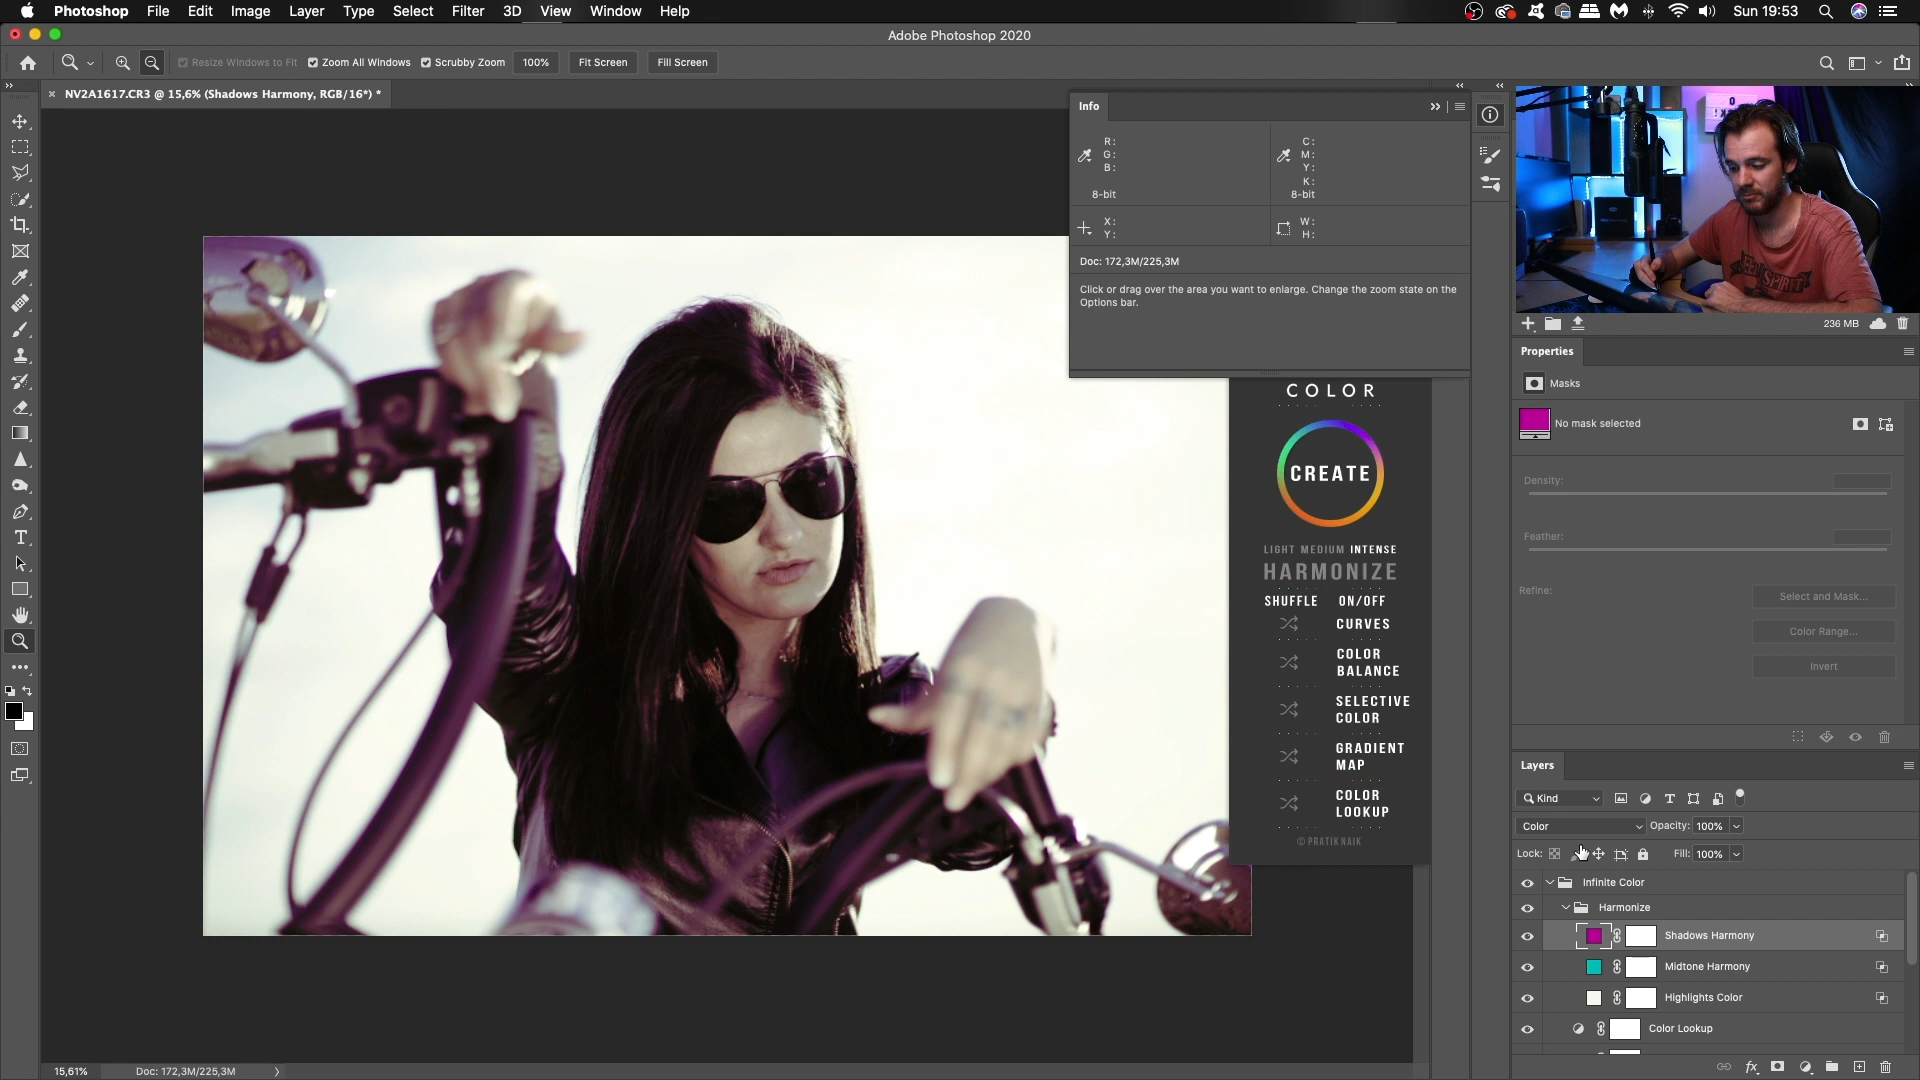 Photoshop File Edit Image Layer Type Select Filter 3D View Window Help
Sun 19:53
Adobe Photoshop 2020
Resize Windows to Fit Zoom All Windows Scrubby Zoom 100% Fit Screen Fill Screen
NV2A1617.CR3 @ 15,6% (Shadows Harmony, RGB/16*) *
Info
R:
G:
B:
8-bit
C:
M:
Y:
K:
8-bit
X:
Y:
W:
H:
Doc: 172,3M/225,3M
Click or drag over the area you want to enlarge. Change the zoom state on the
Options bar.
COLOR
CREATE
LIGHT MEDIUM INTENSE
HARMONIZE
SHUFFLE ON/OFF
CURVES
COLOR
BALANCE
SELECTIVE
COLOR
GRADIENT
MAP
COLOR
LOOKUP
© PRATIK NAIK
236 MB
Properties
Masks
No mask selected
Density:
Feather:
Refine:
Select and Mask...
Color Range...
Invert
Layers
Kind
Color Opacity: 100%
Lock: Fill: 100%
Infinite Color
Harmonize
Shadows Harmony
Midtone Harmony
Highlights Color
Color Lookup
15,61% Doc: 172,3M/225,3M